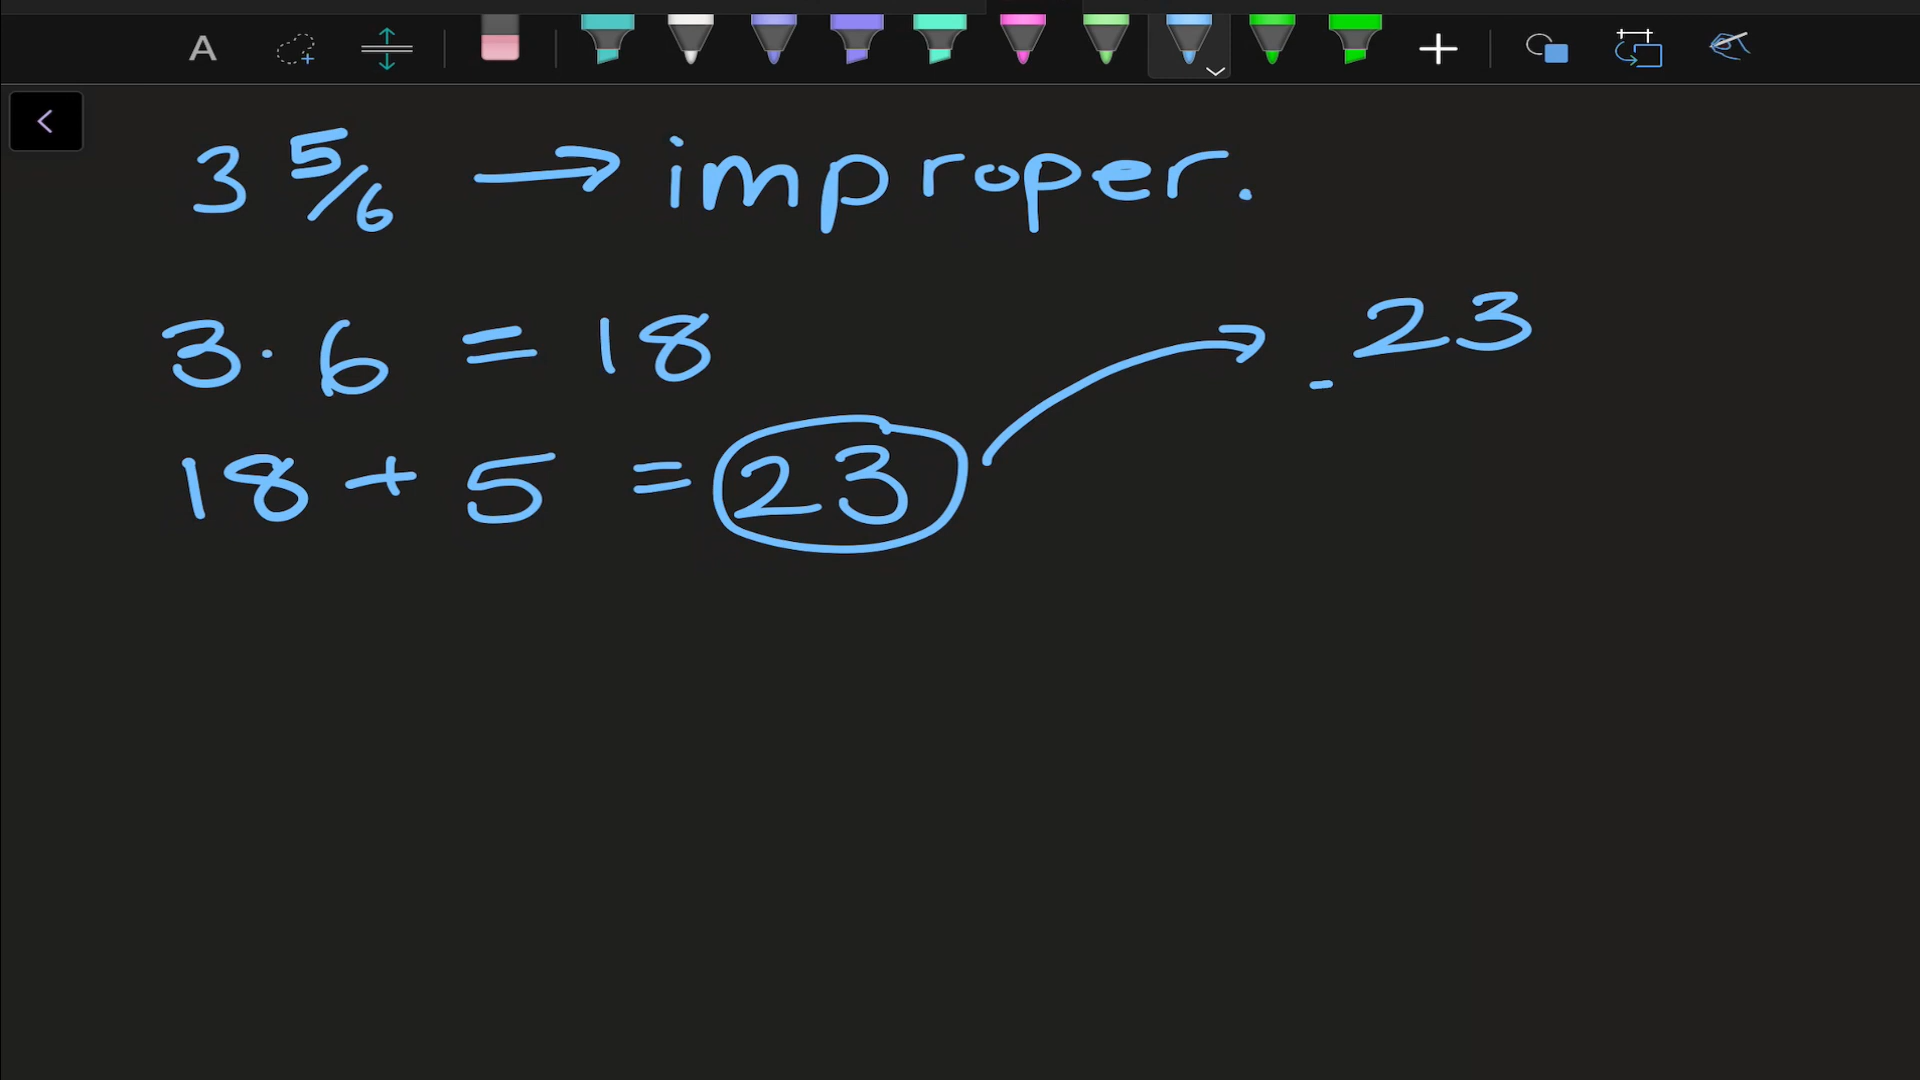 A
3 5/6 → improper.
3 · 6 = 18
23
18 + 5 = 23